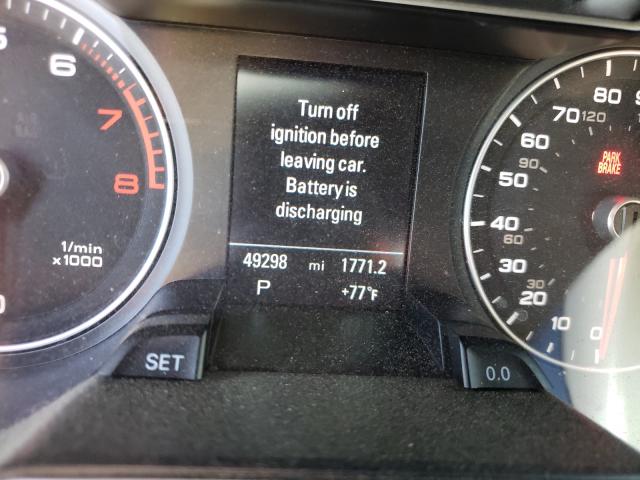 5
6
7
8
1/min
x1000
0
Turn off
ignition before
leaving car.
Battery is
discharging
49298 mi 1771.2
P +77°F
SET
0.0
80
70
120
60
90
50
40
60
30
30
20
10
0
PARK
BRAKE